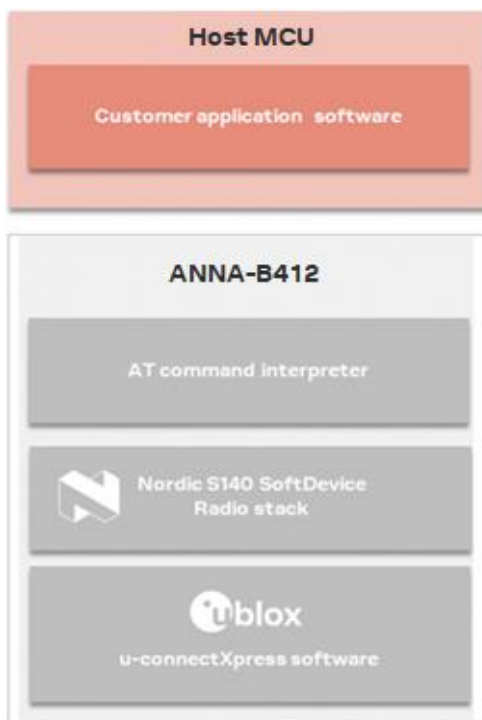 Host MCU
Customer application software
ANNA-B412
AT command interpreter
Nordic S140 SoftDevice
Radio stack
ublox
u-connectXpress software